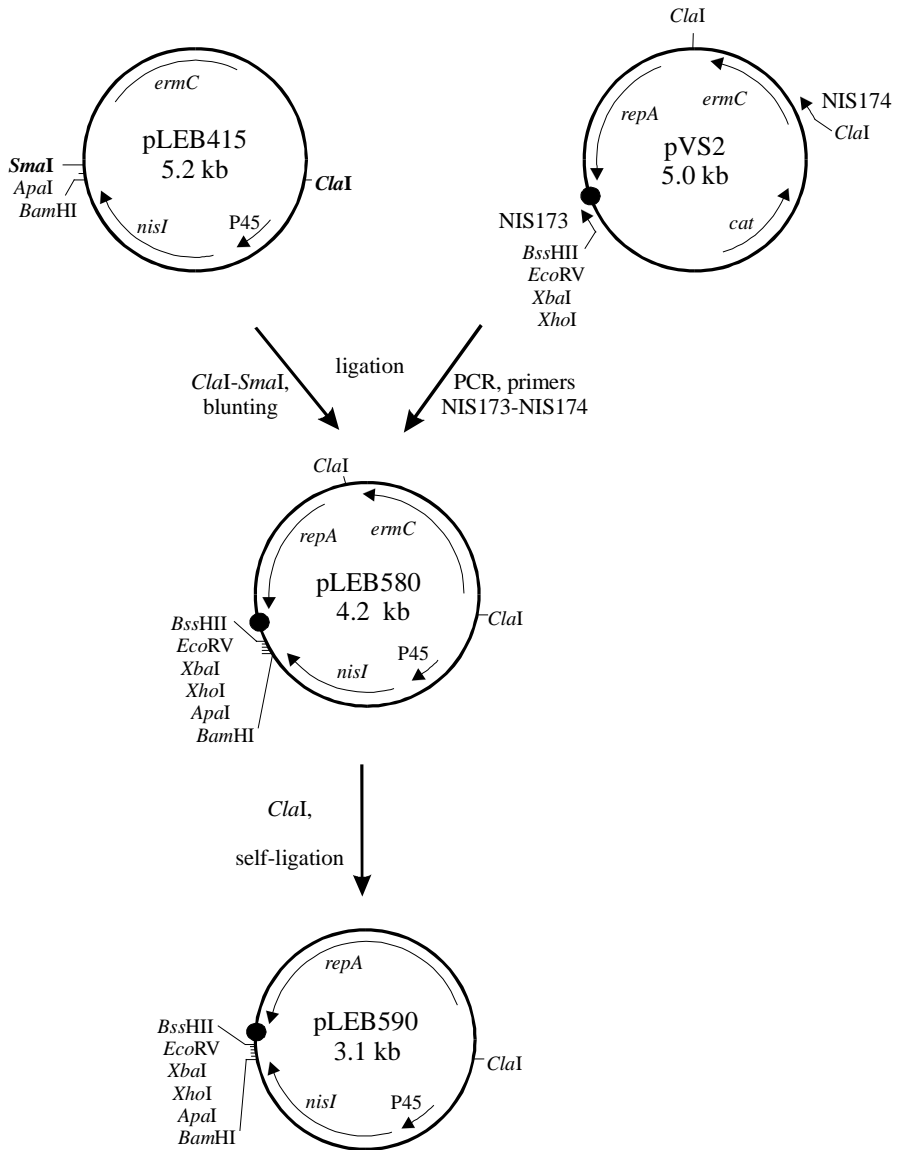 ermC
pLEB415
5.2 kb
SmaI
ApaI
BamHI
ClaI
P45
nisI
ClaI
NIS174
ermC
ClaI
repA
pVS2
5.0 kb
NIS173
cat
BssHII
EcoRV
XbaI
XhoI
ClaI-SmaI,
blunting
ligation
PCR, primers
NIS173-NIS174
ClaI
repA
ermC
pLEB580
4.2 kb
ClaI
BssHII
EcoRV
XbaI
XhoI
ApaI
BamHI
P45
nisI
ClaI,
self-ligation
repA
pLEB590
3.1 kb
BssHII
EcoRV
XbaI
XhoI
ApaI
BamHI
ClaI
nisI
P45